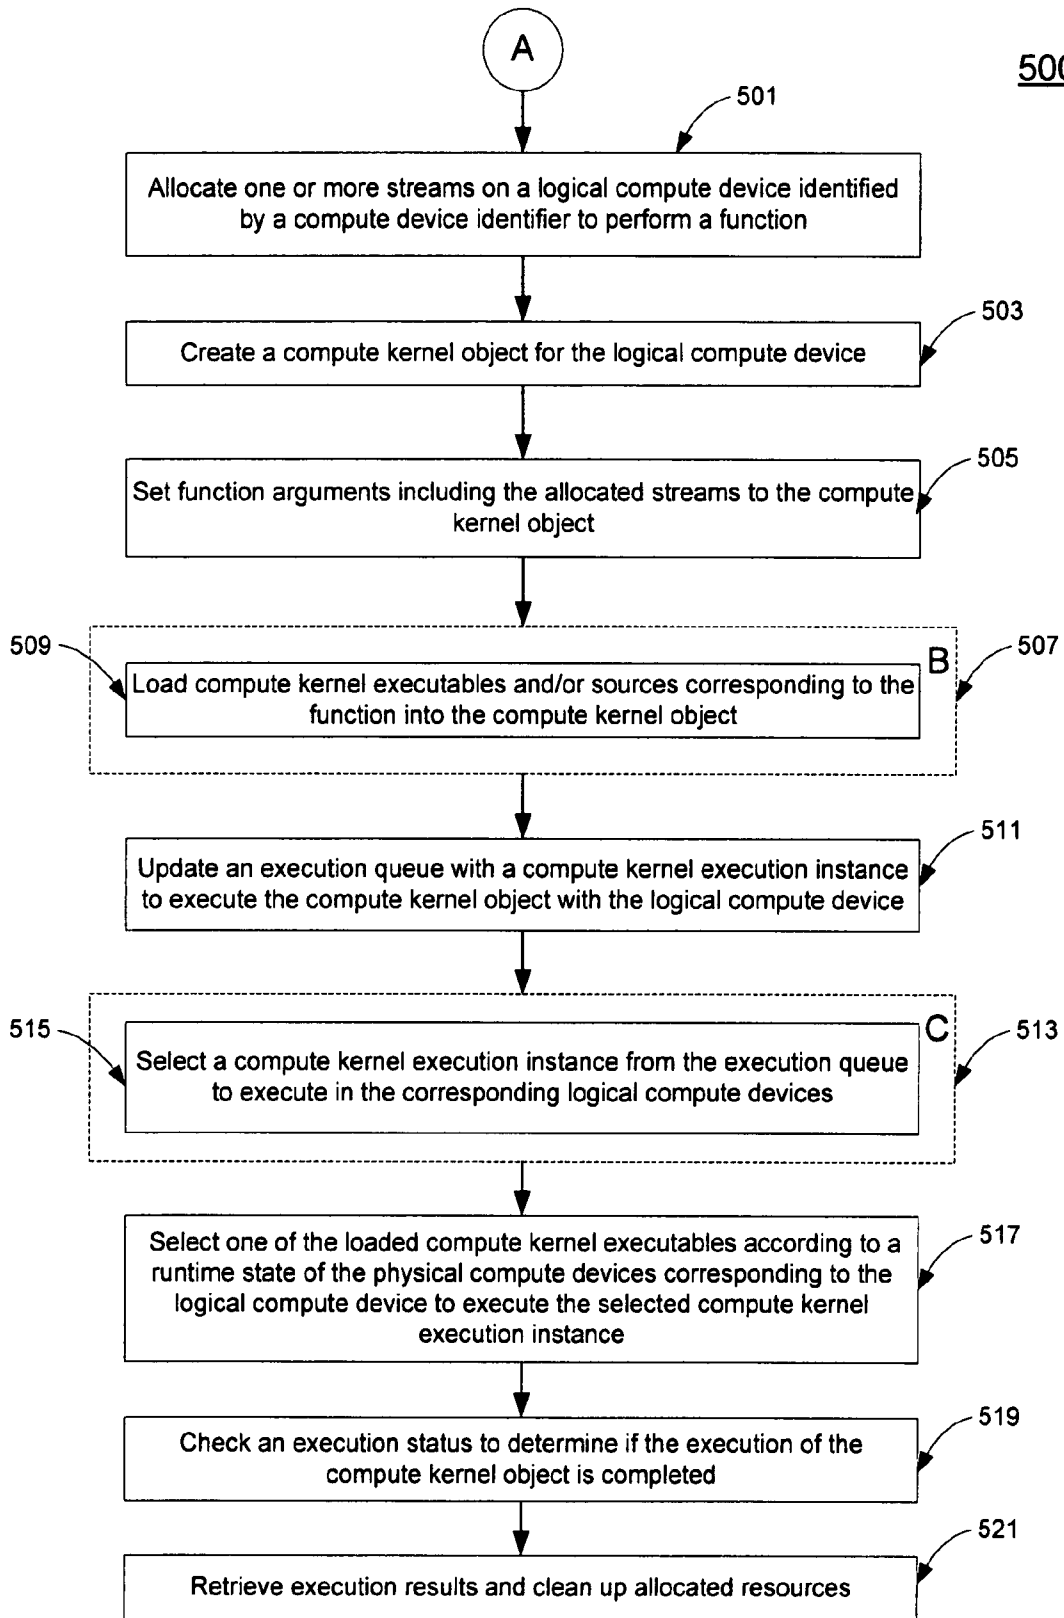 A
500
501
Allocate one or more streams on a logical compute device identified
by a compute device identifier to perform a function
503
Create a compute kernel object for the logical compute device
505
Set function arguments including the allocated streams to the compute
kernel object
509
B
507
Load compute kernel executables and/or sources corresponding to the
function into the compute kernel object
511
Update an execution queue with a compute kernel execution instance
to execute the compute kernel object with the logical compute device
515
C
513
Select a compute kernel execution instance from the execution queue
to execute in the corresponding logical compute devices
517
Select one of the loaded compute kernel executables according to a
runtime state of the physical compute devices corresponding to the
logical compute device to execute the selected compute kernel
execution instance
519
Check an execution status to determine if the execution of the
compute kernel object is completed
521
Retrieve execution results and clean up allocated resources